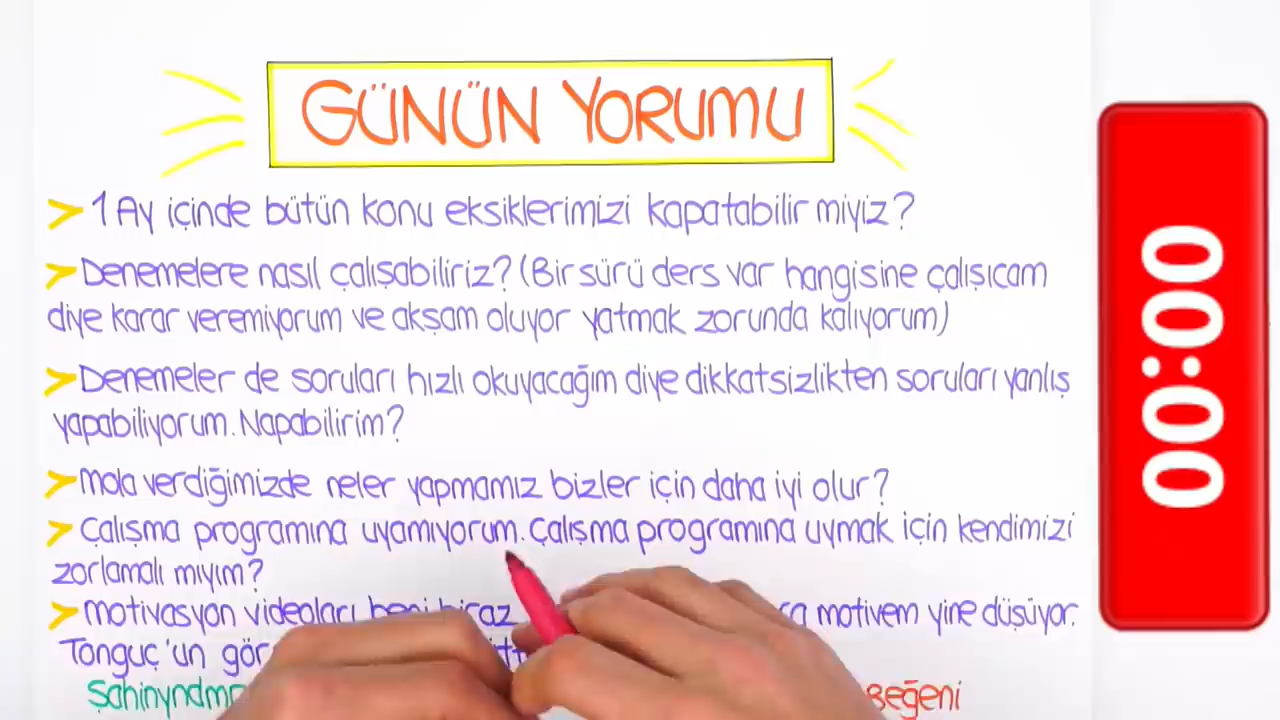 GÜNÜN YORUMU
> 1 Ay içinde bütün konu eksiklerimizi kapatabilir miyiz?
> Denemelere nasıl çalışabiliriz? (Bir sürü ders var hangisine çalışıcam
diye karar veremiyorum ve akşam oluyor yatmak zorunda kalıyorum)
> Denemeler de soruları hızlı okuyacağım diye dikkatsizlikten soruları yanlış
yapabiliyorum. Napabilirim?
> Mola verdiğimizde neler yapmamız bizler için daha iyi olur?
> Çalışma programına uyamıyorum. Çalışma programına uymak için kendimizi
zorlamalı mıyım?
> Motivasyon videoları beni biraz motivem yine düşüyor.
Tonguç'un
Beğeni
00:00